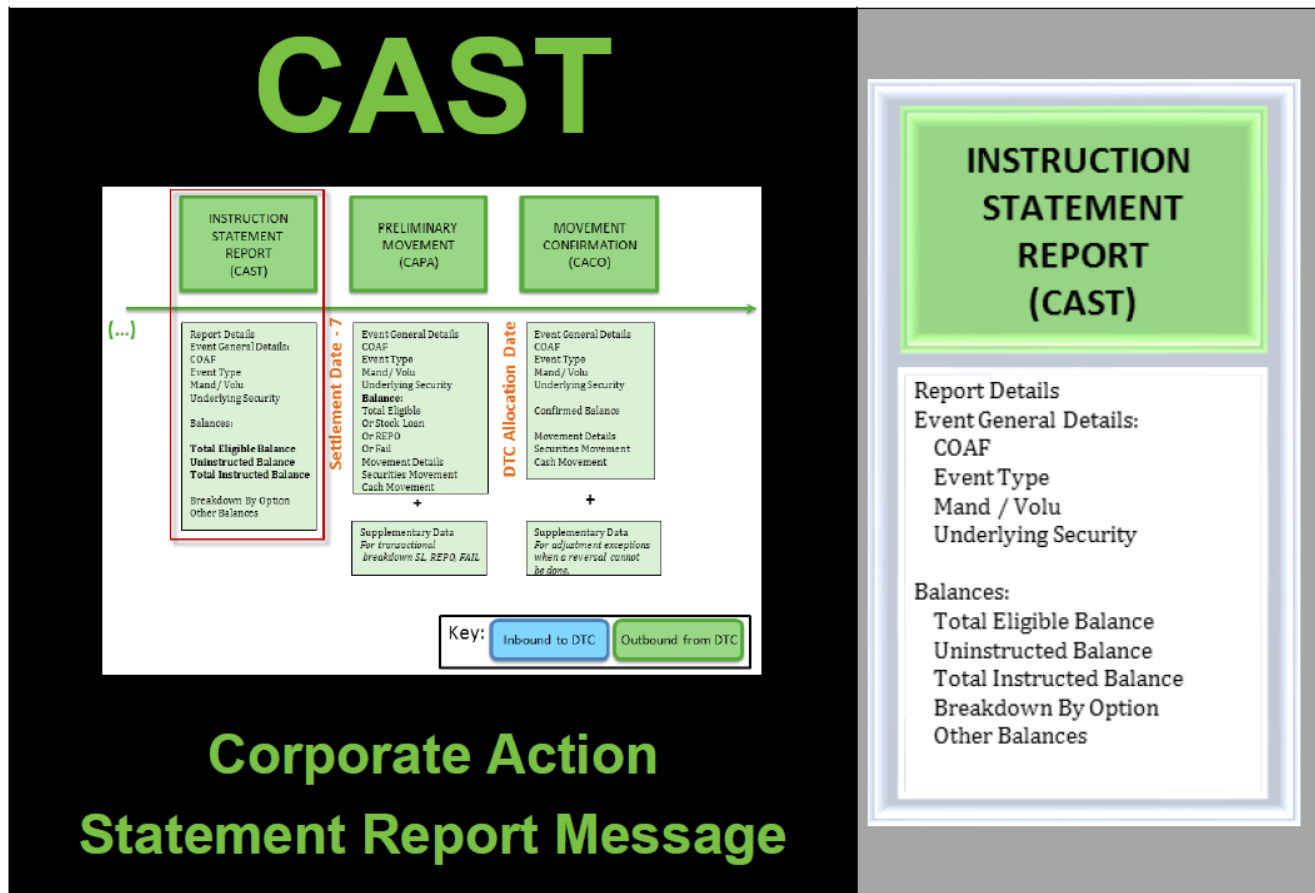 CAST
INSTRUCTION
STATEMENT
REPORT
(CAST)
PRELIMINARY
MOVEMENT
(CAPA)
MOVEMENT
CONFIRMATION
(CACO)
(...)
Report Details
Event General Details:
COAF
Event Type
Mand/ Volu
Underlying Security
Balances:
Total Eligible Balance
Uninstructed Balance
Total Instructed Balance
Breakdown By Option
Other Balances
Settlement Date - 7
Event General Details
COAF
Event Type
Mand/ Volu
Underlying Security
Balance:
Total Eligible
Or Stock Loan
Or REPO
Or Fail
Movement Details
Securities Movement
Cash Movement
+
Supplementary Data
For transactional
breakdown SL, REPO, FAIL
DTC Allocation Date
Event General Details
COAF
Event Type
Mand/ Volu
Underlying Security
Confirmed Balance
Movement Details
Securities Movement
Cash Movement
+
Supplementary Data
For adjustment exceptions
when a reversal cannot
be done.
Key:
Inbound to DTC
Outbound from DTC
Corporate Action
Statement Report Message
INSTRUCTION
STATEMENT
REPORT
(CAST)
Report Details
Event General Details:
COAF
Event Type
Mand / Volu
Underlying Security
Balances:
Total Eligible Balance
Uninstructed Balance
Total Instructed Balance
Breakdown By Option
Other Balances